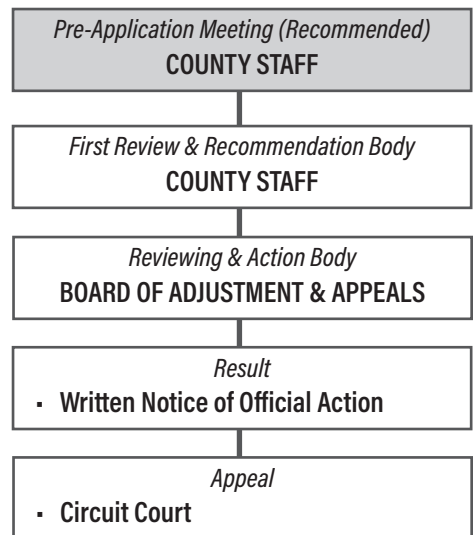 Pre-Application Meeting (Recommended)
COUNTY STAFF
First Review & Recommendation Body
COUNTY STAFF
Reviewing & Action Body
BOARD OF ADJUSTMENT & APPEALS
Result
▪ Written Notice of Official Action
Appeal
▪ Circuit Court